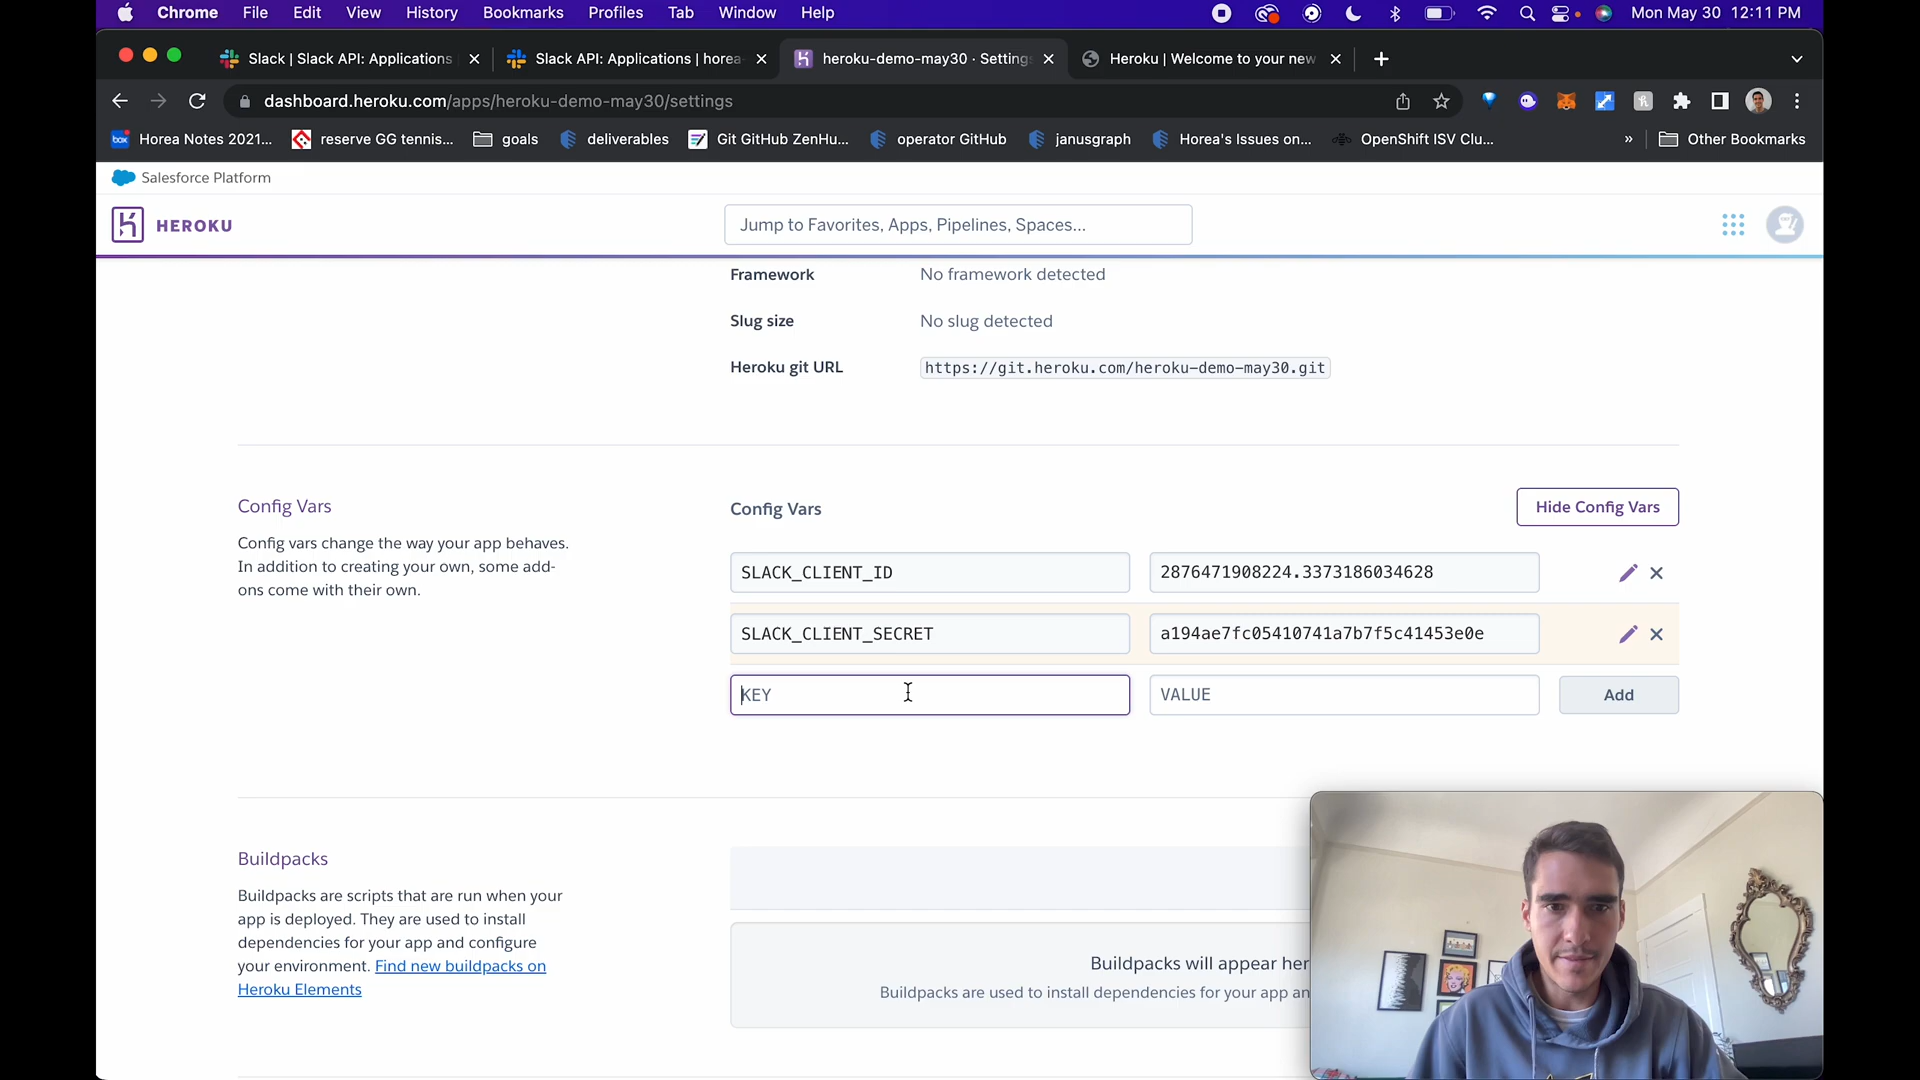 Chrome File Edit View History Bookmarks Profiles Tab Window Help Mon May 30 12:11 PM
Slack | Slack API: Applications Slack API: Applications | horea- heroku-demo-may30 · Settings Heroku | Welcome to your new
dashboard.heroku.com/apps/heroku-demo-may30/settings
box Horea Notes 2021... reserve GG tennis... goals deliverables Git GitHub ZenHu... operator GitHub janusgraph Horea's Issues on... OpenShift ISV Clu... » Other Bookmarks
Salesforce Platform
HEROKU Jump to Favorites, Apps, Pipelines, Spaces...
Framework No framework detected
Slug size No slug detected
Heroku git URL https://git.heroku.com/heroku-demo-may30.git
Config Vars
Config vars change the way your app behaves.
In addition to creating your own, some add-
ons come with their own.
Config Vars Hide Config Vars
SLACK_CLIENT_ID 2876471908224.3373186034628
SLACK_CLIENT_SECRET a194ae7fc05410741a7b7f5c41453e0e
KEY VALUE Add
Buildpacks
Buildpacks are scripts that are run when your
app is deployed. They are used to install
dependencies for your app and configure
your environment. Find new buildpacks on
Heroku Elements
Buildpacks will appear her
Buildpacks are used to install dependencies for your app an